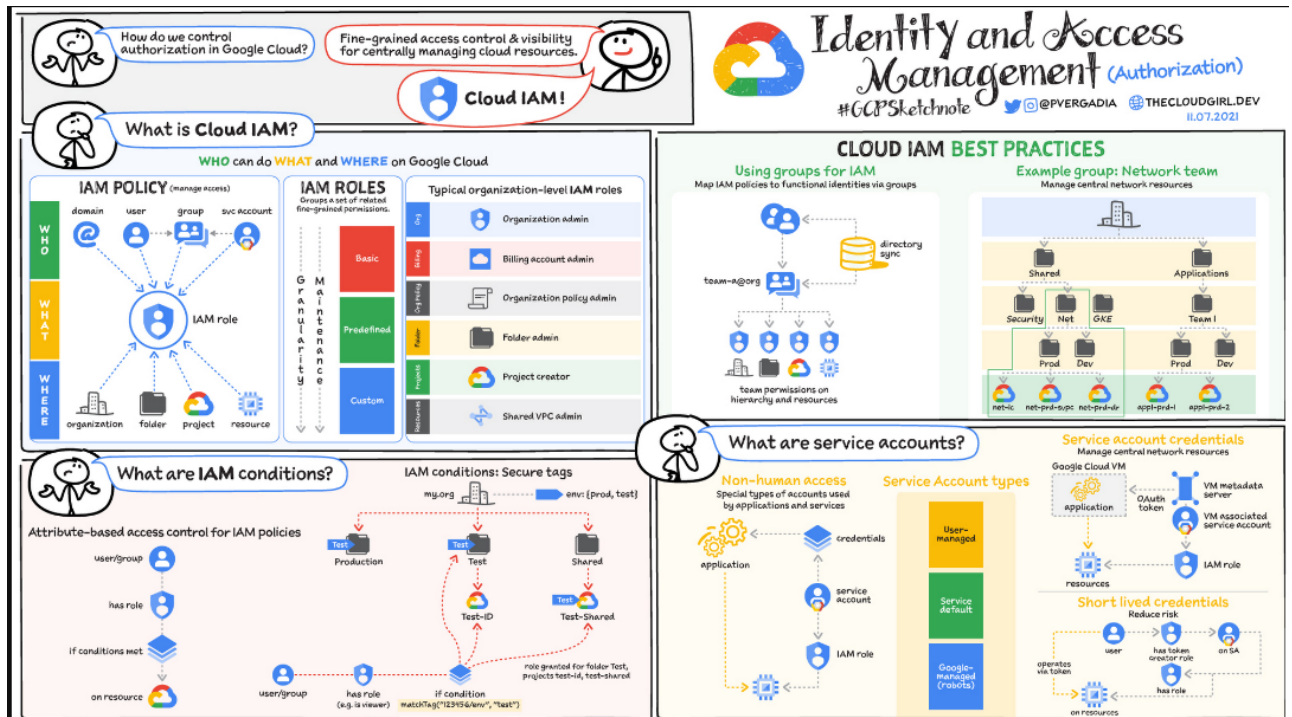 How do we control
authorization in Google Cloud?
Fine-grained access control & visibility
for centrally managing cloud resources.
Cloud IAM!
Identity and Access
Management (Authorization)
#GCPSketchnote
@PVERGADIA
THECLOUDGIRL.DEV
11.07.2021
What is Cloud IAM?
WHO can do WHAT and WHERE on Google Cloud
IAM POLICY (manage access)
WHO
WHAT
WHERE
domain
user
group
svc account
IAM role
organization
folder
project
resource
IAM ROLES
Groups a set of related
fine-grained permissions.
Granularity
Maintenance
Basic
Predefined
Custom
Typical organization-level IAM roles
Org
Organization admin
Billing
Billing account admin
Org Policy
Organization policy admin
Folder
Folder admin
Projects
Project creator
Resources
Shared VPC admin
CLOUD IAM BEST PRACTICES
Using groups for IAM
Map IAM policies to functional identities via groups
directory
sync
team-a@org
team permissions on
hierarchy and resources
Example group: Network team
Manage central network resources
Shared
Applications
Security
Net
GKE
Team 1
Prod
Dev
Prod
Dev
net-ic
net-prd-svpc
net-prd-dr
appl-prd-1
appl-prd-2
What are IAM conditions?
Attribute-based access control for IAM policies
user/group
has role
if conditions met
on resource
IAM conditions: Secure tags
my.org
env: {prod, test}
Test
Production
Test
Test
Shared
Test-ID
Test
Test-Shared
user/group
has role
(e.g. is viewer)
if condition
matchTag("123456/env", "test")
role granted for folder Test,
projects test-id, test-shared
What are service accounts?
Non-human access
Special types of accounts used
by applications and services
application
credentials
service
account
IAM role
Service Account types
User-
managed
Service
default
Google-
managed
(robots)
Service account credentials
Manage central network resources
Google Cloud VM
application
OAuth
token
VM metadata
server
VM associated
service account
IAM role
resources
Short lived credentials
Reduce risk
user
has token
creator role
on SA
operates
via token
has role
on resources